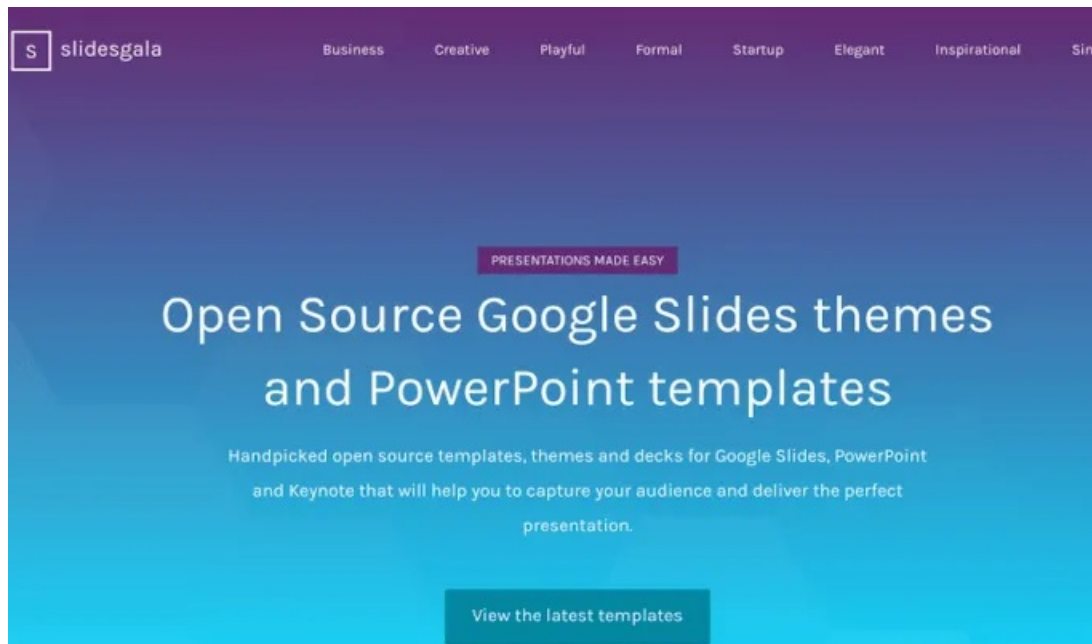 S slidesgala Business Creative Playful Formal Startup Elegant Inspirational
PRESENTATIONS MADE EASY
Open Source Google Slides themes
and PowerPoint templates
Handpicked open source templates, themes and decks for Google Slides, PowerPoint
and Keynote that will help you to capture your audience and deliver the perfect
presentation.
View the latest templates